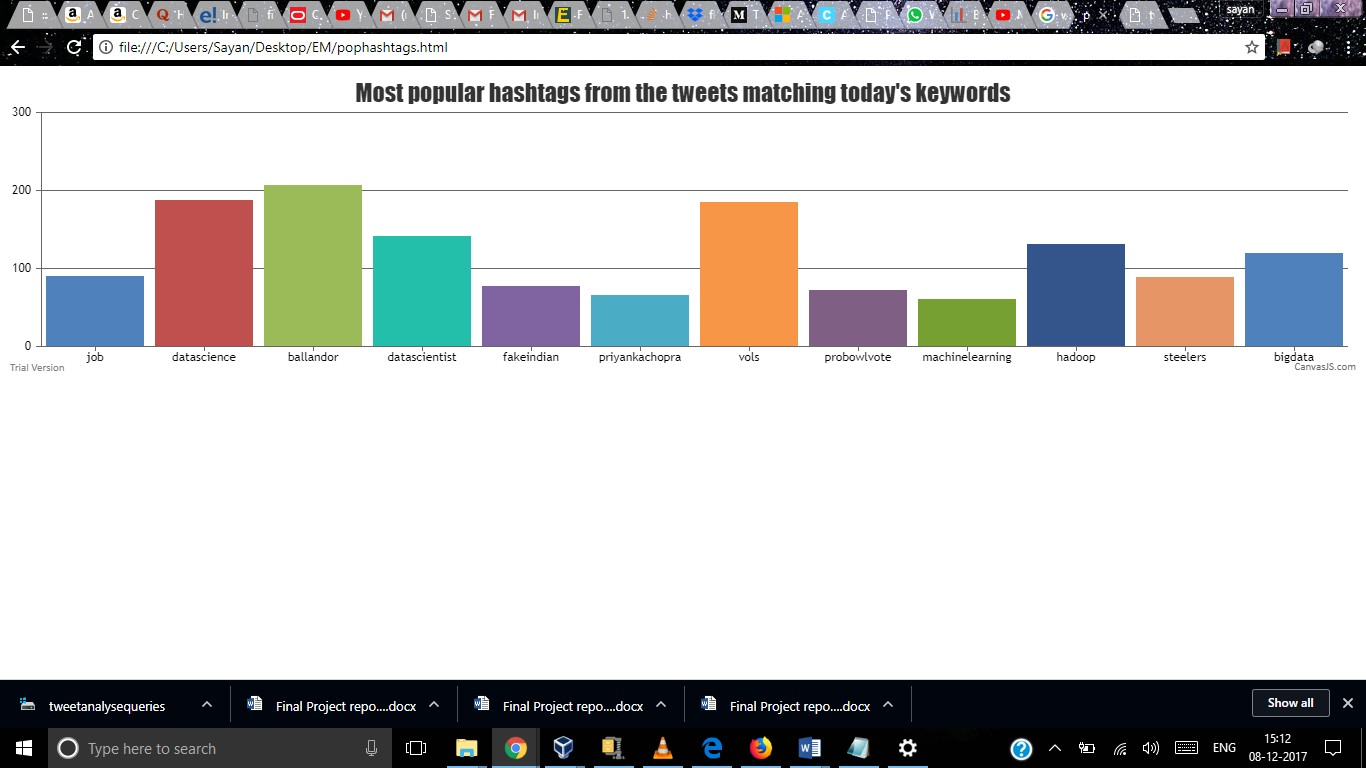 sayan
file:///C:/Users/Sayan/Desktop/EM/pophashtags.html
Most popular hashtags from the tweets matching today's keywords
300
200
100
0
job datascience ballandor datascientist fakeindian priyankachopra vols probowlvote machinelearning hadoop steelers bigdata
Trial Version
CanvasJS.com
tweetanalysequeries
Final Project repo....docx
Final Project repo....docx
Final Project repo....docx
Show all
Type here to search
ENG
15:12
08-12-2017